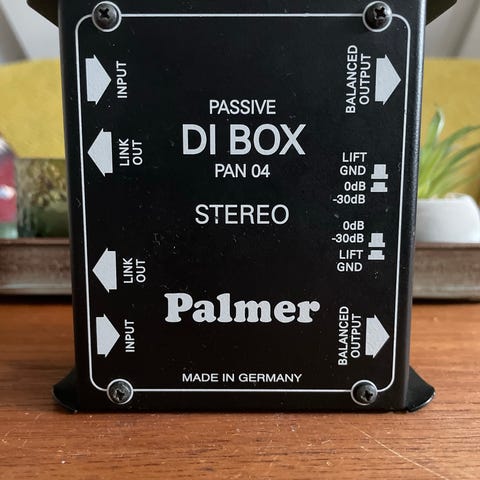 INPUT
BALANCED
OUTPUT
PASSIVE
DI BOX
PAN 04
LINK
OUT
LIFT
GND
0dB
-30dB
STEREO
0dB
-30dB
LIFT
GND
LINK
OUT
Palmer
INPUT
BALANCED
OUTPUT
MADE IN GERMANY